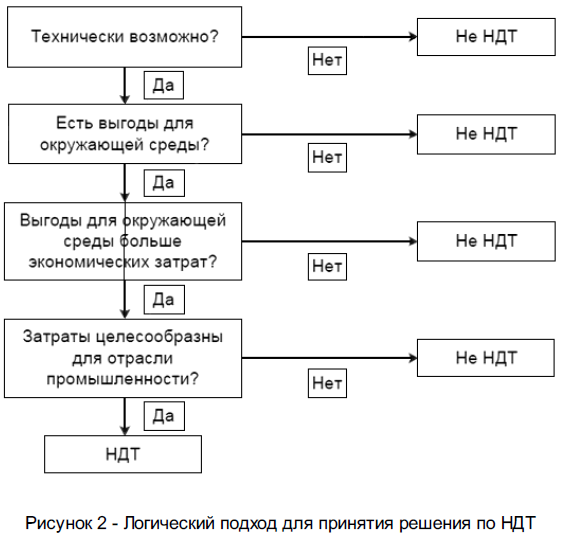 Технически возможно?
Не НДТ
Нет
Да
Есть выгоды для
окружающей среды?
Не НДТ
Нет
Да
Выгоды для окружающей
среды больше
экономических затрат?
Не НДТ
Нет
Да
Затраты целесообразны
для отрасли
промышленности?
Не НДТ
Нет
Да
НДТ
Рисунок 2 - Логический подход для принятия решения по НДТ